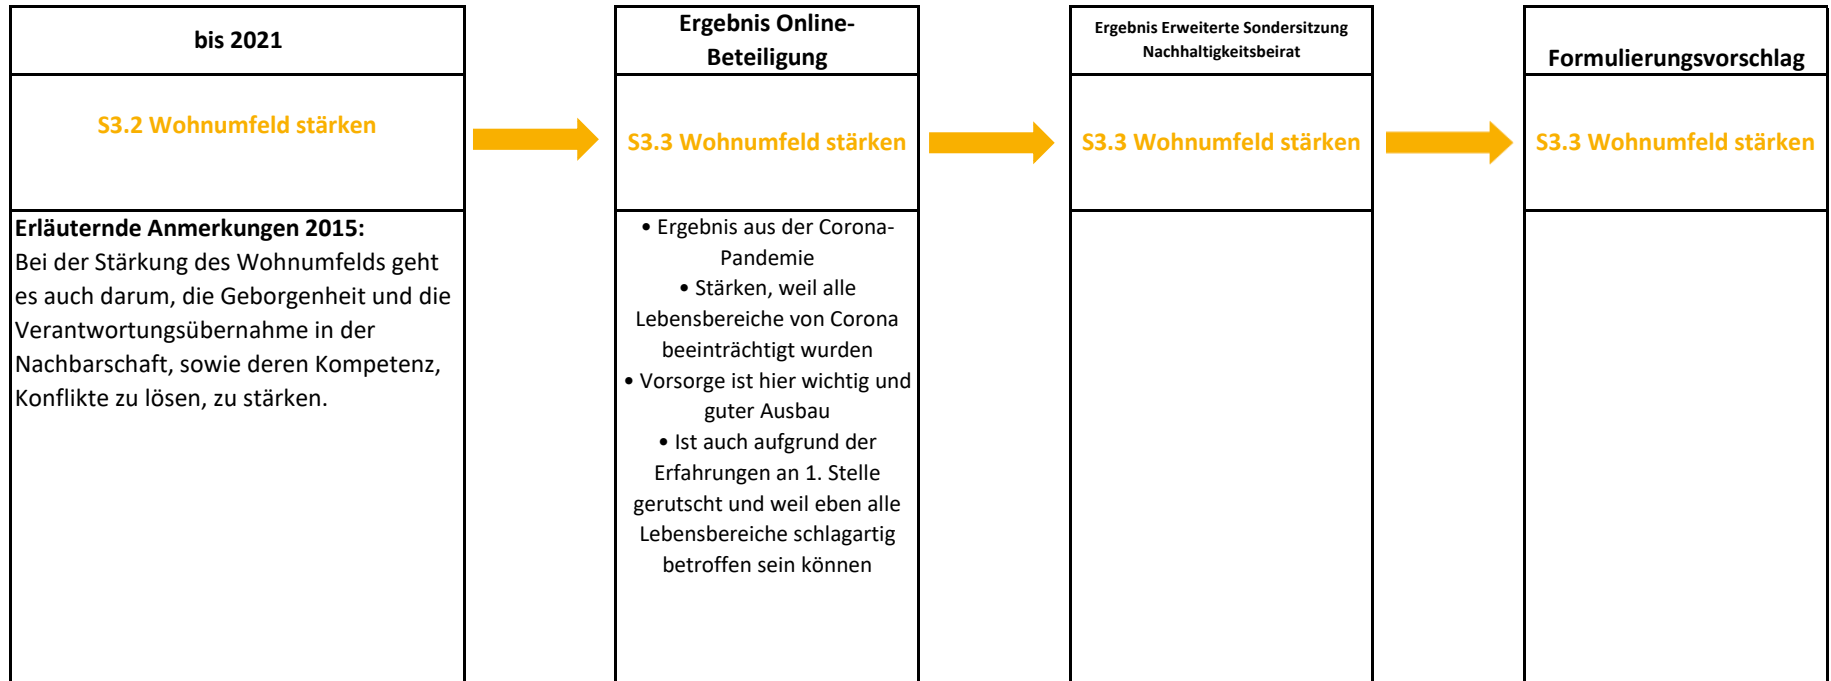 bis 2021
S3.2 Wohnumfeld stärken
Erläuternde Anmerkungen 2015:
Bei der Stärkung des Wohnumfelds geht
es auch darum, die Geborgenheit und die
Verantwortungsübernahme in der
Nachbarschaft, sowie deren Kompetenz,
Konflikte zu lösen, zu stärken.
Ergebnis Online-
Beteiligung
S3.3 Wohnumfeld stärken
• Ergebnis aus der Corona-
Pandemie
• Stärken, weil alle
Lebensbereiche von Corona
beeinträchtigt wurden
• Vorsorge ist hier wichtig und
guter Ausbau
• Ist auch aufgrund der
Erfahrungen an 1. Stelle
gerutscht und weil eben alle
Lebensbereiche schlagartig
betroffen sein können
Ergebnis Erweiterte Sondersitzung
Nachhaltigkeitsbeirat
S3.3 Wohnumfeld stärken
Formulierungsvorschlag
S3.3 Wohnumfeld stärken